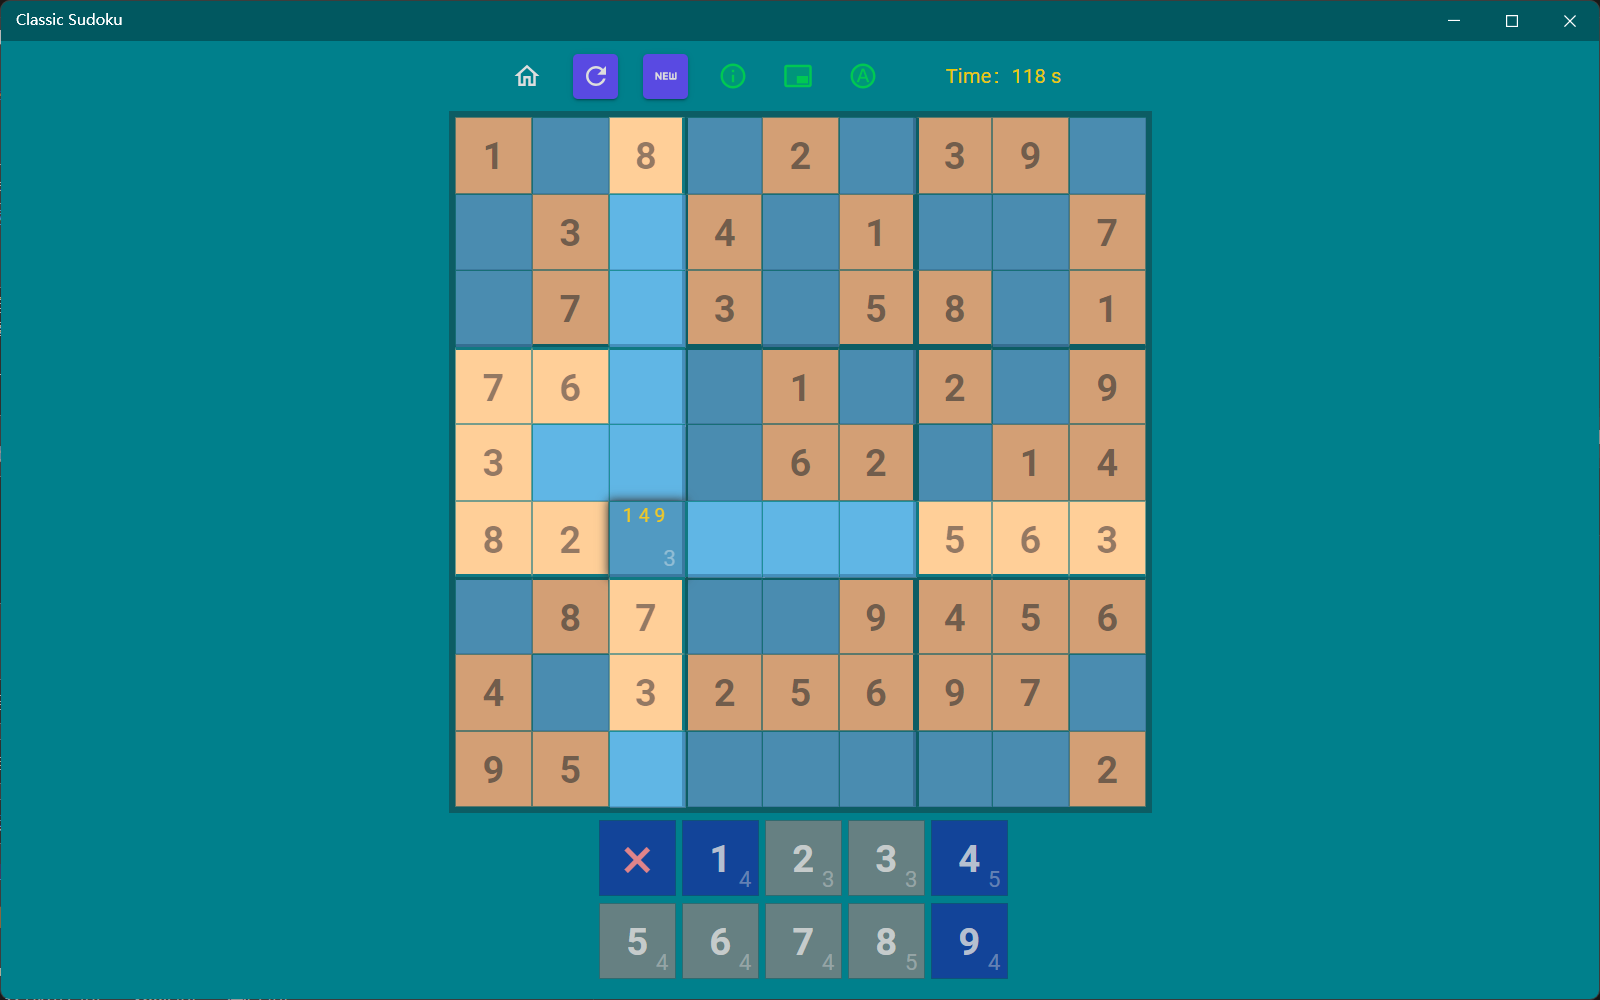 Classic Sudoku
NEW
Time: 118 s
1 8 2 3 9
3 4 1 7
7 3 5 8 1
7 6 1 2 9
3 6 2 1 4
8 2 1 4 9 3 5 6 3
8 7 9 4 5 6
4 3 2 5 6 9 7
9 5 2
1 4 2 3 3 3 4 5
5 4 6 4 7 4 8 5 9 4